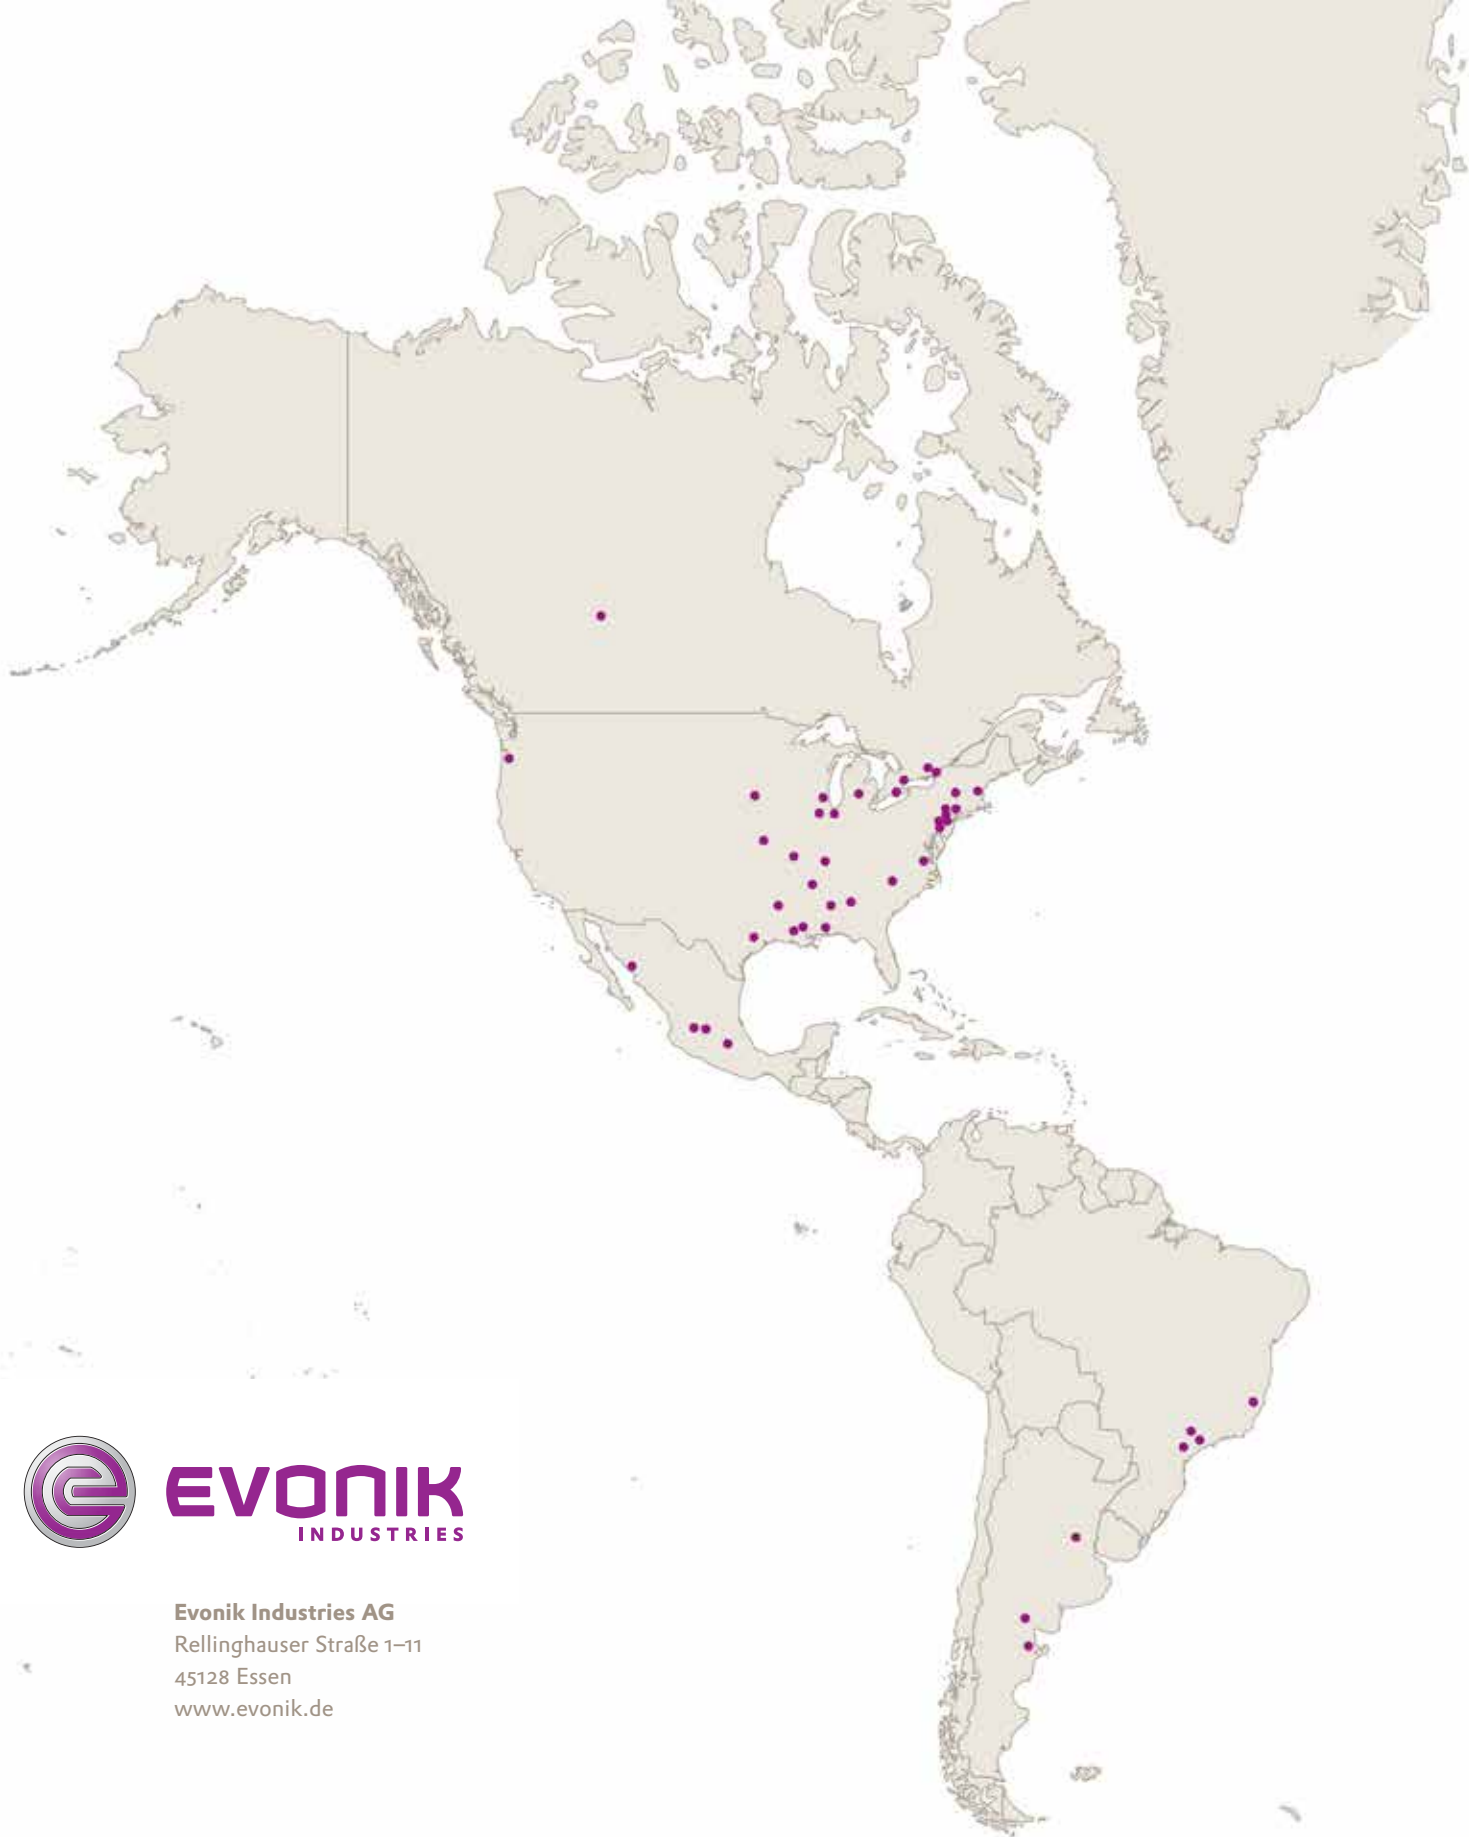 EVONIK
INDUSTRIES
Evonik Industries AG
Rellinghauser Straße 1–11
45128 Essen
www.evonik.de